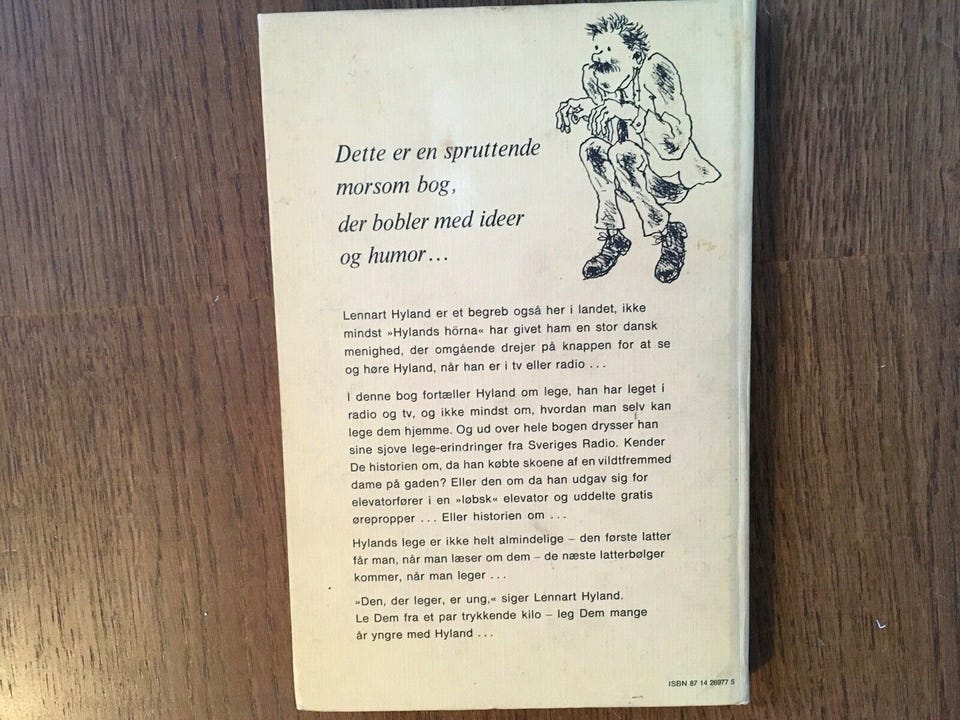 Dette er en spruttende
morsom bog,
der bobler med ideer
og humor...
Lennart Hyland er et begreb også her i landet, ikke
mindst »Hylands hörna« har givet ham en stor dansk
menighed, der omgående drejer på knappen for at se
og høre Hyland, når han er i tv eller radio ...
I denne bog fortæller Hyland om lege, han har leget i
radio og tv, og ikke mindst om, hvordan man selv kan
lege dem hjemme. Og ud over hele bogen drysser han
sine sjove lege-erindringer fra Sveriges Radio. Kender
De historien om, da han købte skoene af en vildtfremmed
dame på gaden? Eller den om da han udgav sig for
elevatorfører i en »løbsk« elevator og uddelte gratis
ørepropper ... Eller historien om ...
Hylands lege er ikke helt almindelige – den første latter
får man, når man læser om dem – de næste latterbølger
kommer, når man leger ...
»Den, der leger, er ung,« siger Lennart Hyland.
Le Dem fra et par trykkende kilo – leg Dem mange
år yngre med Hyland ...
ISBN 87 14 26977 5